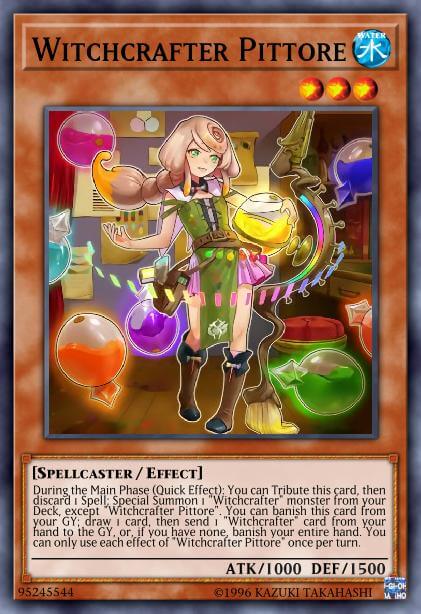 WITCHCRAFTER PITTORE
WATER
水
[SPELLCASTER / EFFECT]
During the Main Phase (Quick Effect): You can Tribute this card, then
discard 1 Spell; Special Summon 1 "Witchcrafter" monster from your
Deck, except "Witchcrafter Pittore". You can banish this card from
your GY; draw 1 card, then send 1 "Witchcrafter" card from your
hand to the GY, or, if you have none, banish your entire hand. You
can only use each effect of "Witchcrafter Pittore" once per turn.
ATK/1000 DEF/1500
95245544
©1996 KAZUKI TAKAHASHI